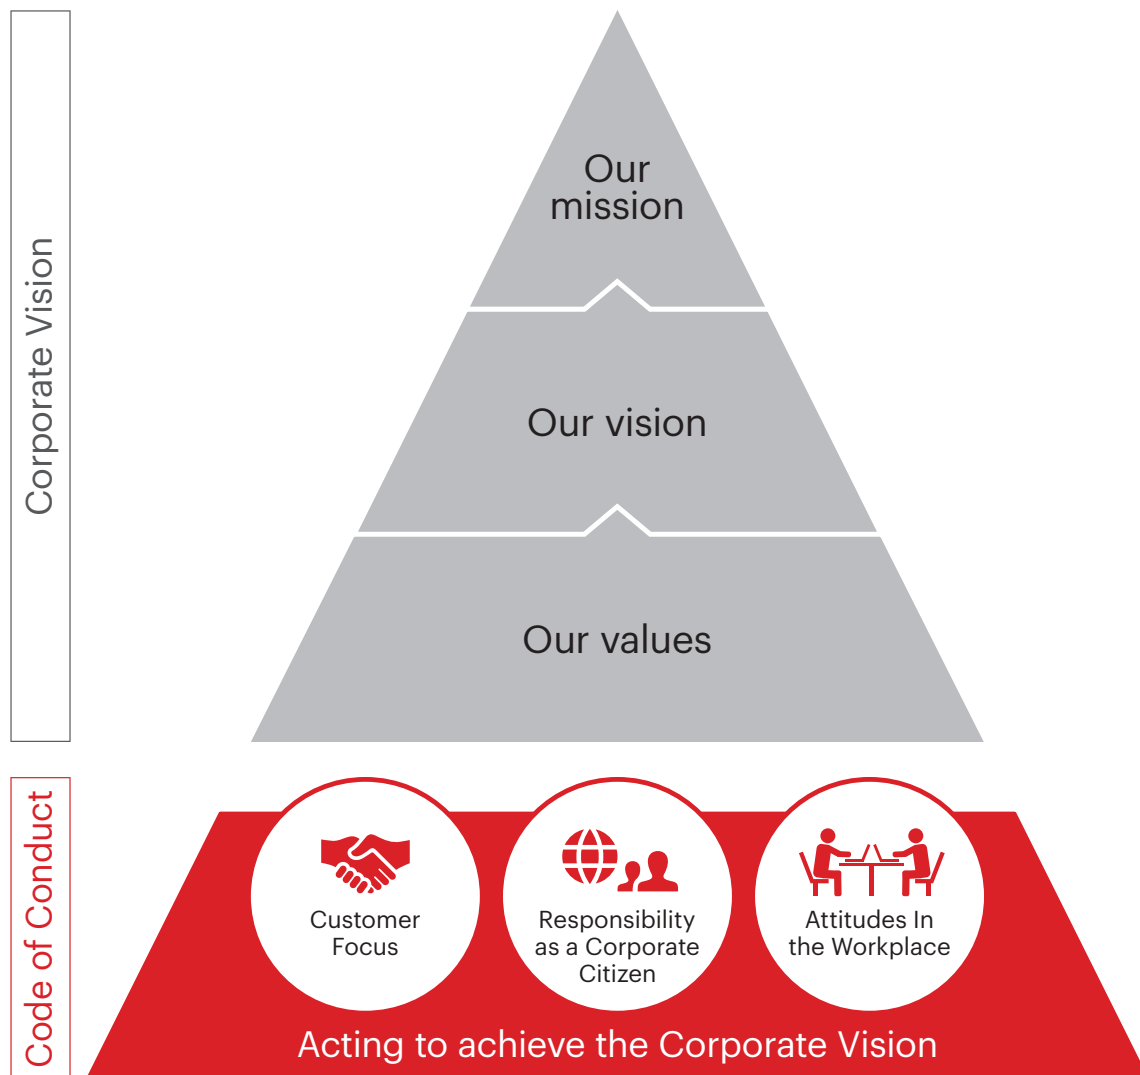 Corporate Vision
Our
mission
Our vision
Our values
Code of Conduct
Customer
Focus
Responsibility
as a Corporate
Citizen
Attitudes In
the Workplace
Acting to achieve the Corporate Vision